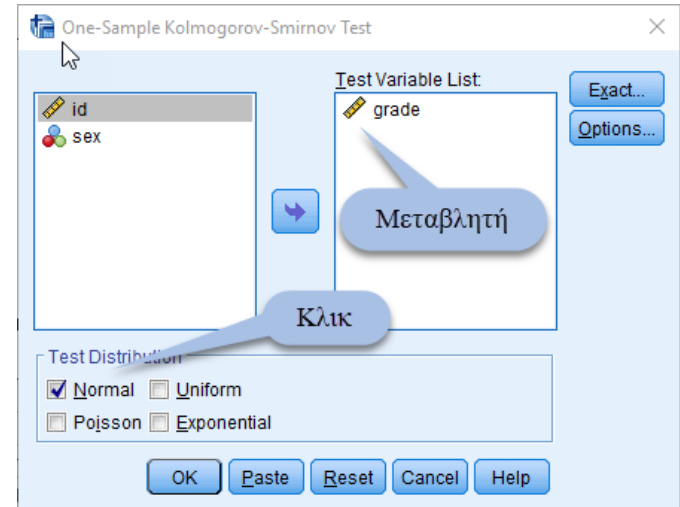 One-Sample Kolmogorov-Smirnov Test
Test Variable List:
id
sex
grade
Exact...
Options...
Μεταβλητή
Κλικ
Test Distribution
Normal Uniform
Poisson Exponential
OK Paste Reset Cancel Help